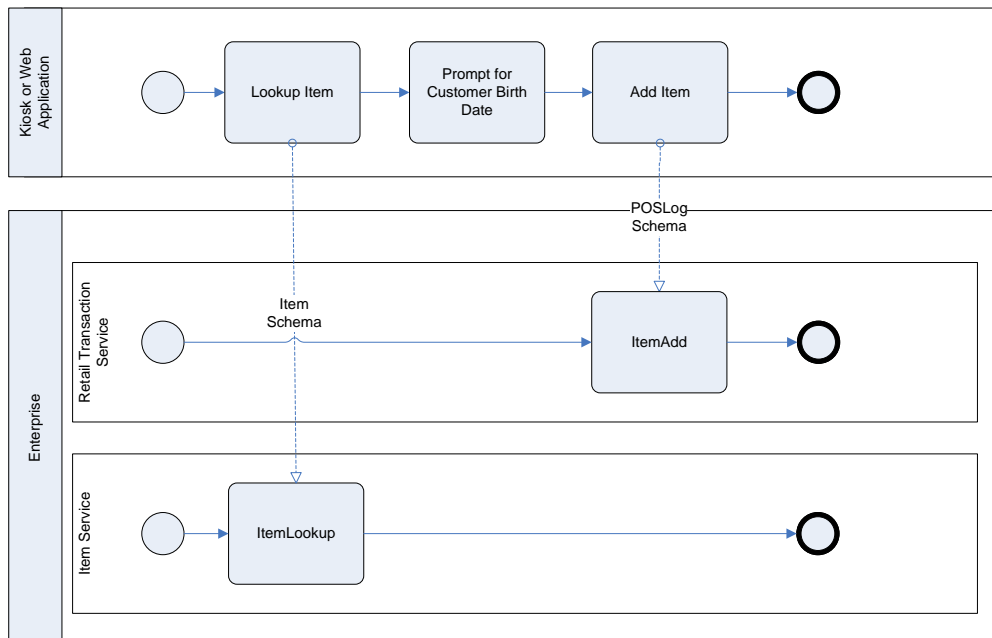 Kiosk or Web
Application
Lookup Item
Prompt for
Customer Birth
Date
Add Item
POSLog
Schema
Enterprise
Retail Transaction
Service
Item
Schema
ItemAdd
Item Service
ItemLookup